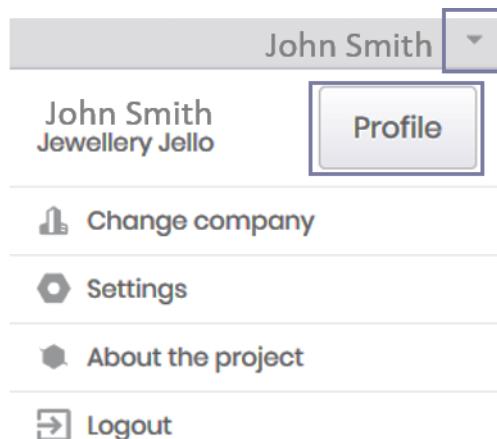 John Smith
John Smith
Profile
Jewellery Jello
Change company
Settings
About the project
Logout